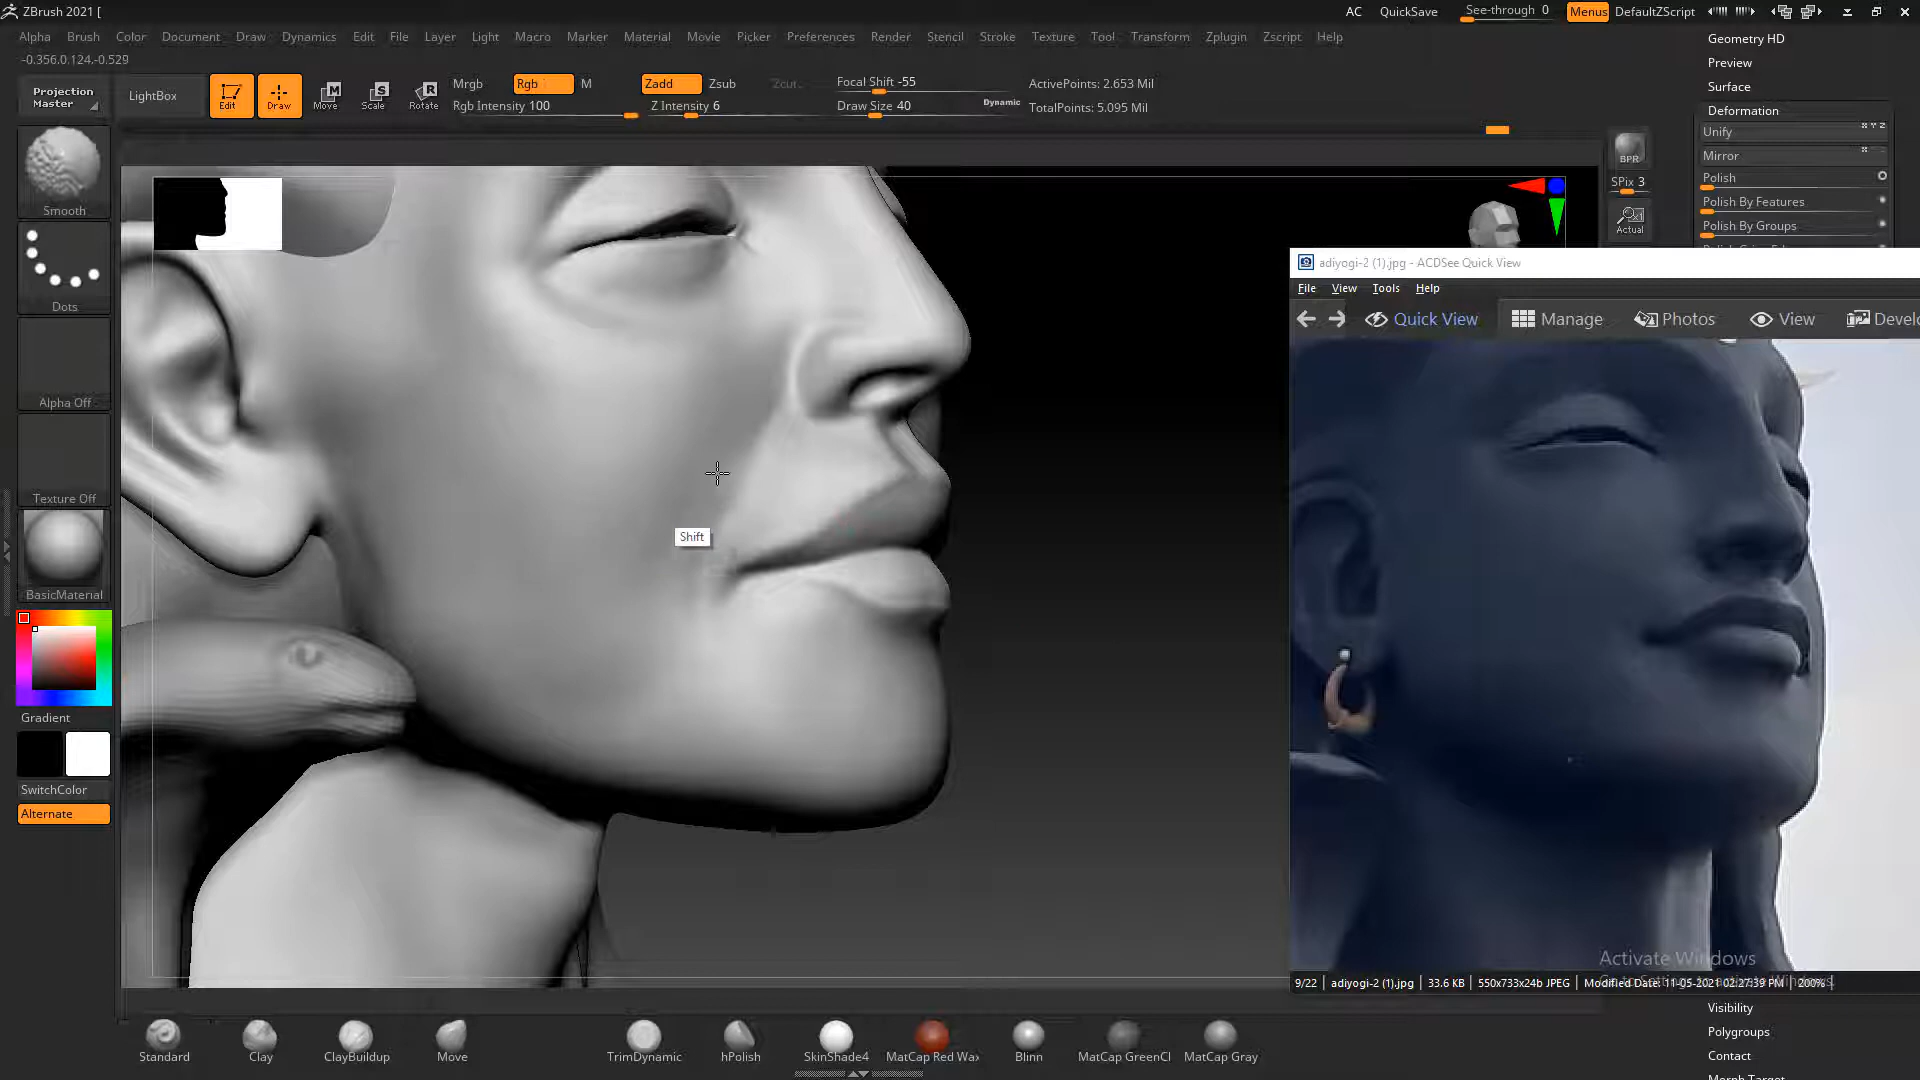 ZBrush 2021 [
AC QuickSave See-through 0 Menus DefaultZScript
Alpha Brush Color Document Draw Dynamics Edit File Layer Light Macro Marker Material Movie Picker Preferences Render Stencil Stroke Texture Tool Transform Zplugin Zscript Help
-0.356,0.124,-0.529
Projection
Master
LightBox
Edit
Draw
Move
Scale
Rotate
Mrgb Rgb M
Rgb Intensity 100
Zadd Zsub Zcut
Z Intensity 6
Focal Shift -55
Draw Size 40
Dynamic
ActivePoints: 2.653 Mil
TotalPoints: 5.095 Mil
Geometry HD
Preview
Surface
Deformation
Unify
Mirror
Polish
Polish By Features
Polish By Groups
BPR
SPix 3
Actual
Smooth
Dots
Alpha Off
Texture Off
BasicMaterial
Gradient
SwitchColor
Alternate
Shift
adiyogi-2 (1).jpg - ACDSee Quick View
File View Tools Help
Quick View Manage Photos View Develo
Activate Windows
9/22 adiyogi-2 (1).jpg 33.6 KB 550x733x24b JPEG Modified Date: 11-05-2021 02:27:39 PM 200%
Visibility
Polygroups
Contact
Morph Target
Standard
Clay
ClayBuildup
Move
TrimDynamic
hPolish
SkinShade4
MatCap Red Wax
Blinn
MatCap GreenCl
MatCap Gray